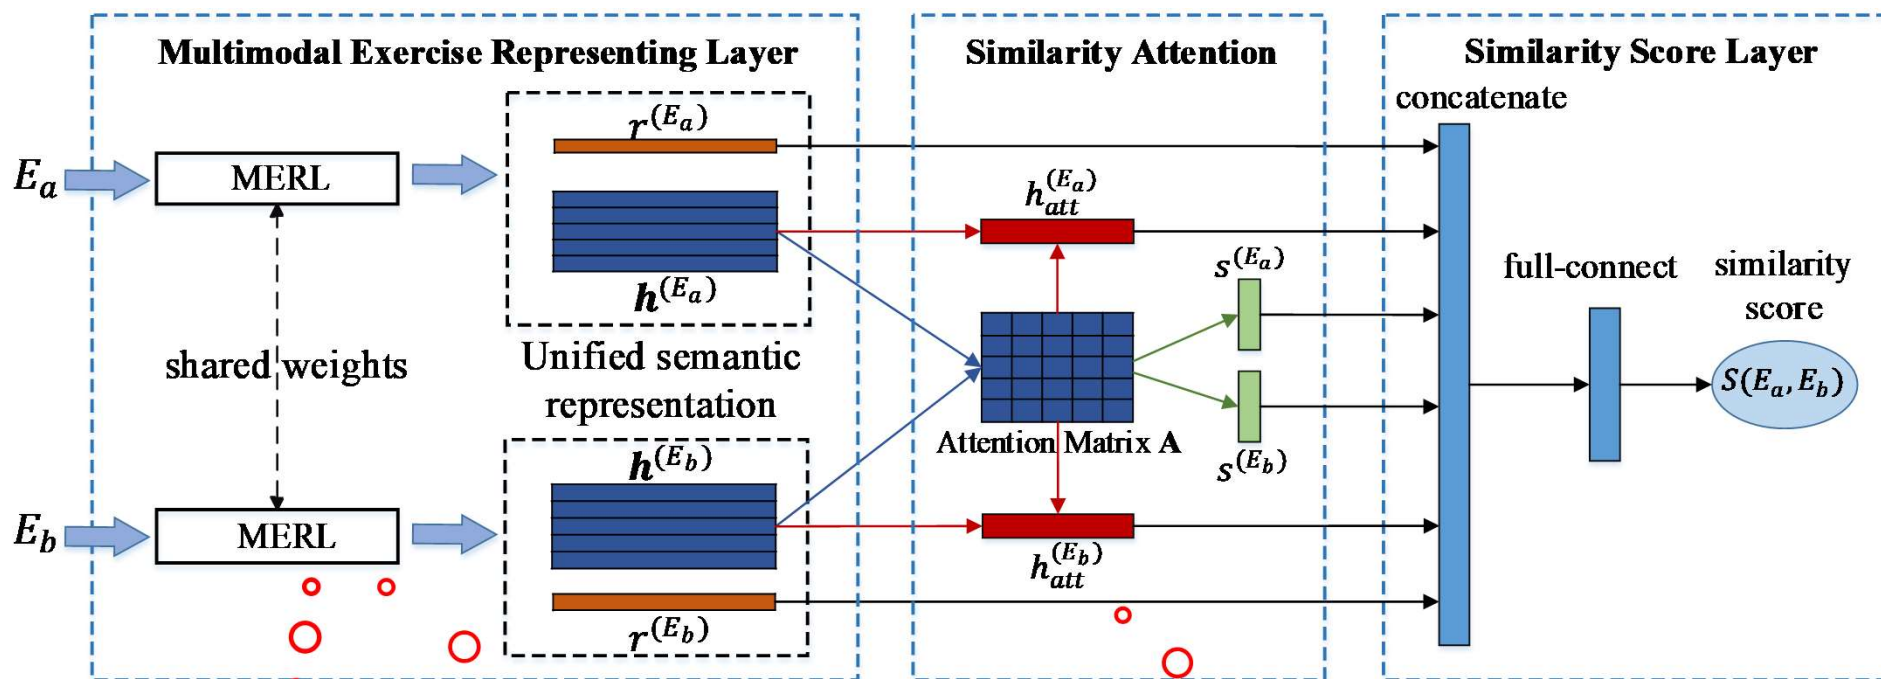 Multimodal Exercise Representing Layer
Similarity Attention
Similarity Score Layer
concatenate
r^(E_a)
E_a
MERL
h_att^(E_a)
h^(E_a)
s^(E_a)
full-connect
similarity
score
shared weights
Unified semantic
representation
S(E_a, E_b)
Attention Matrix A
h^(E_b)
s^(E_b)
E_b
MERL
h_att^(E_b)
r^(E_b)